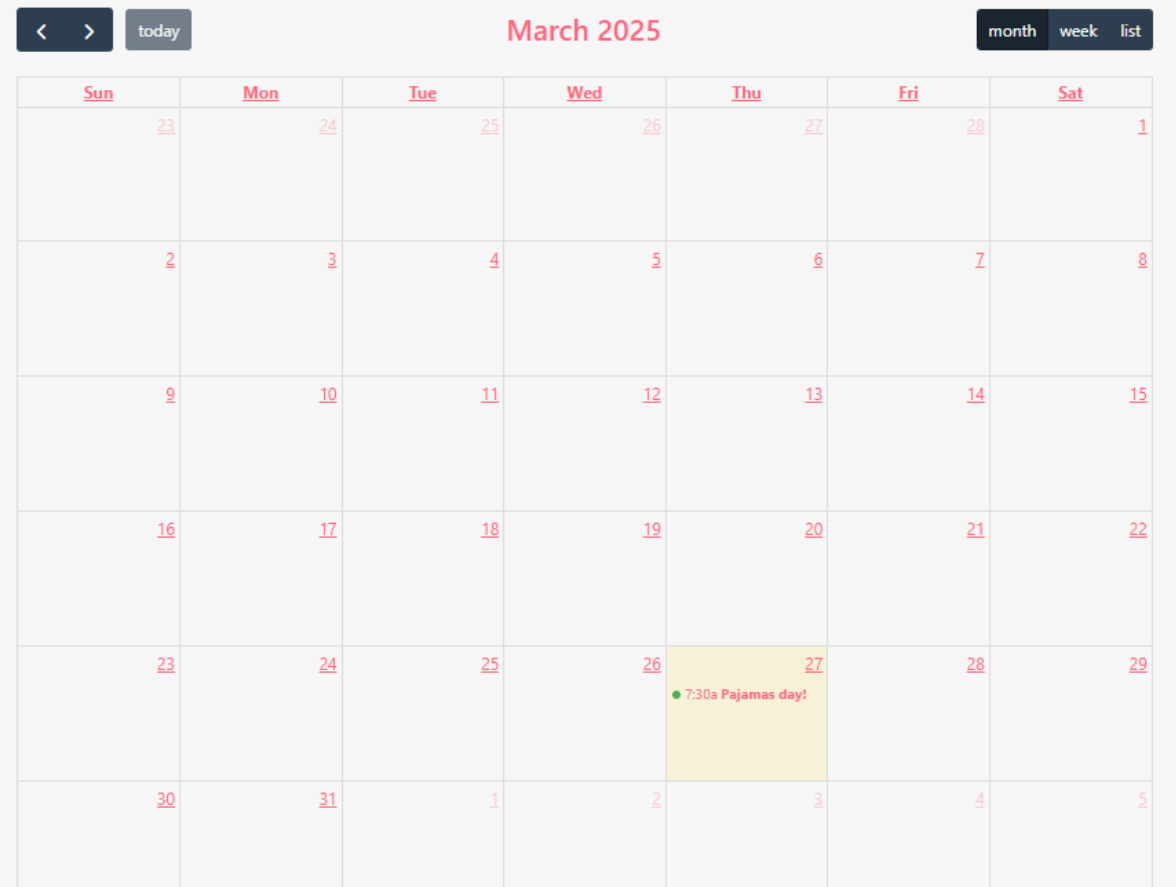 today March 2025 month week list
Sun Mon Tue Wed Thu Fri Sat
23 24 25 26 27 28 1
2 3 4 5 6 7 8
9 10 11 12 13 14 15
16 17 18 19 20 21 22
23 24 25 26 27 28 29
7:30a Pajamas day!
30 31 1 2 3 4 5